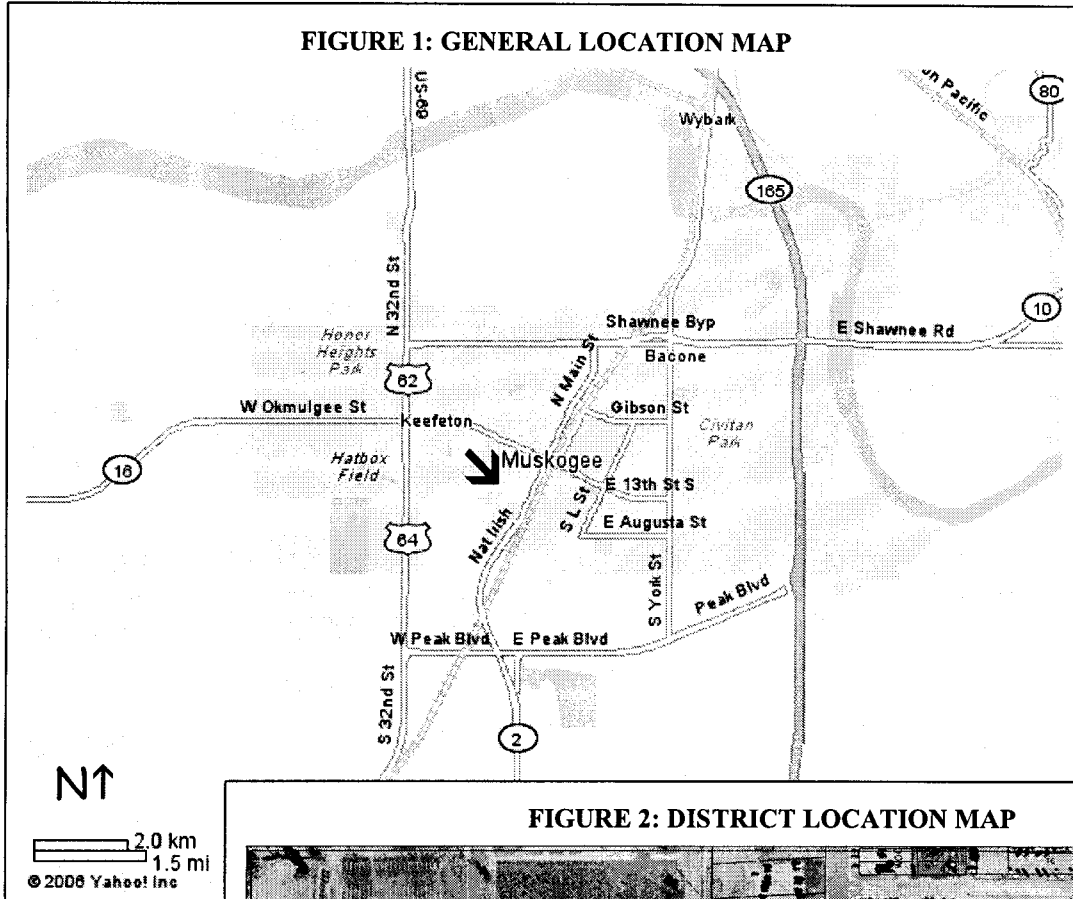 FIGURE 1: GENERAL LOCATION MAP
US-69
on Pacific
80
Wybark
165
N 32nd St
10
Shawnee Byp
E Shawnee Rd
Honor
Heights
Park
N Main St
Bacone
62
W Okmulgee St
Gibson St
Keefeton
Civitan
Park
16
Hatbox
Field
Muskogee
E 13th St S
S L St
E Augusta St
64
S York St
Peak Blvd
W Peak Blvd
E Peak Blvd
S 32nd St
2
N↑
2.0 km
1.5 mi
© 2006 Yahoo! Inc
FIGURE 2: DISTRICT LOCATION MAP